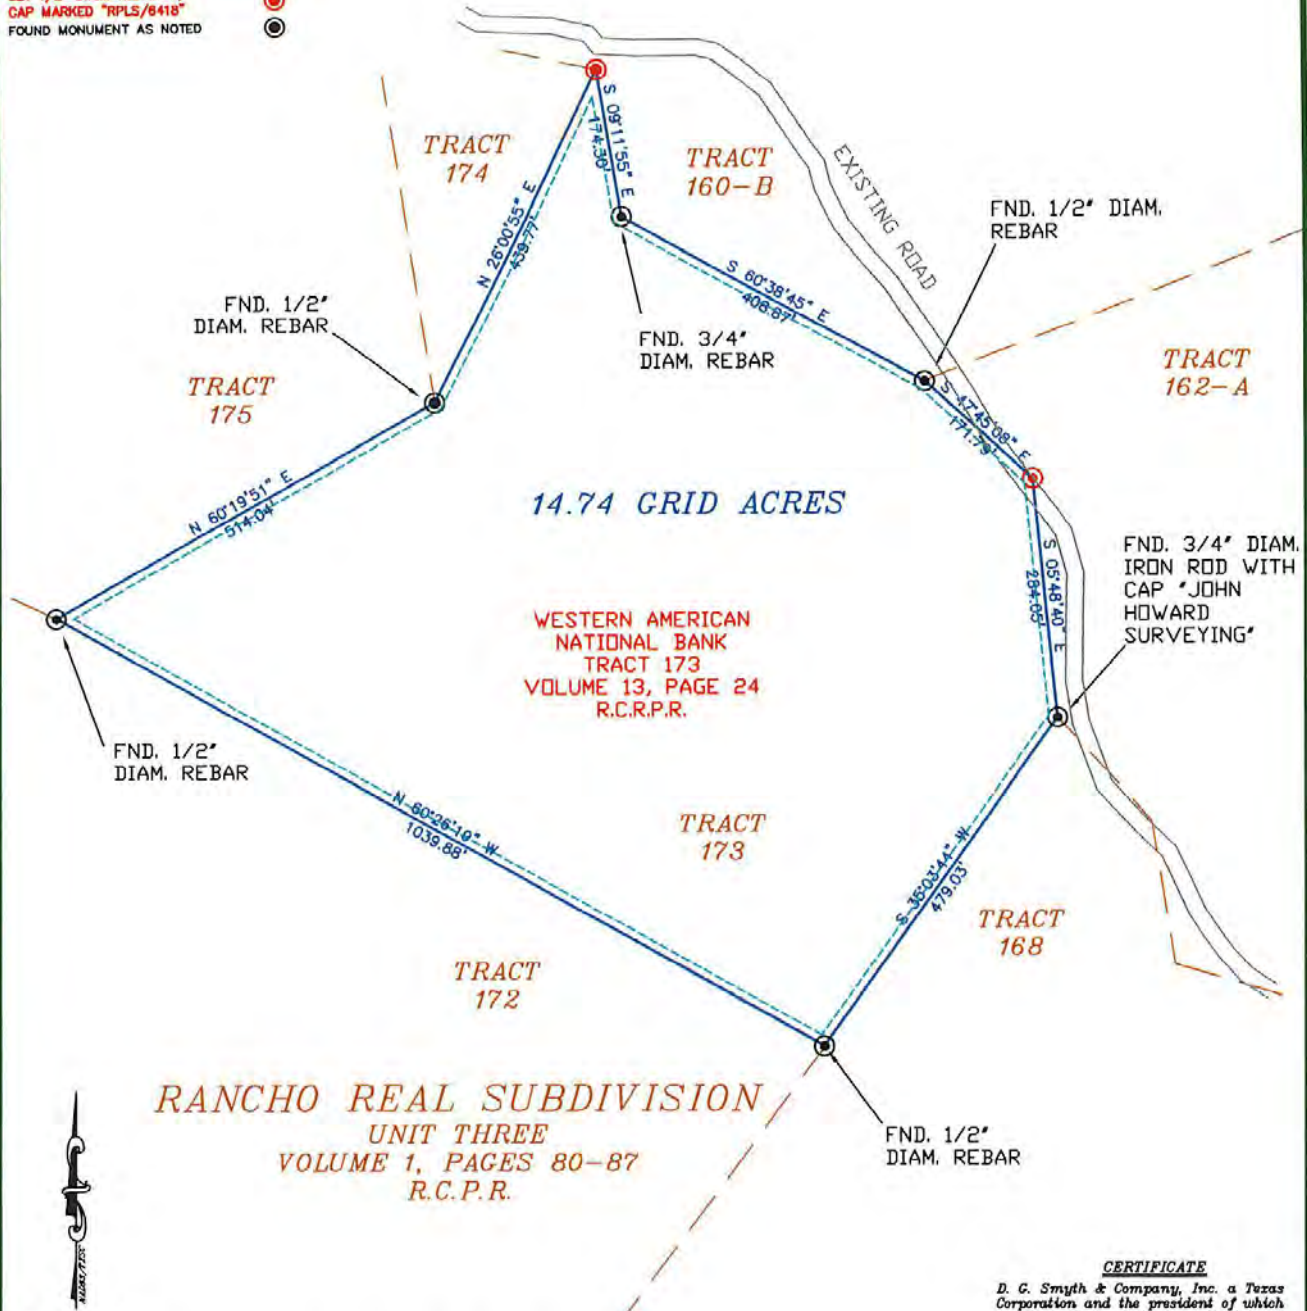 CAP MARKED "RPLS/6418"
FOUND MONUMENT AS NOTED
TRACT
174
TRACT
160-B
EXISTING ROAD
FND. 1/2" DIAM.
REBAR
S 09°11'55" E
174.36'
N 26°00'55" E
439.77'
S 60°38'45" E
406.67'
FND. 1/2"
DIAM. REBAR
FND. 3/4"
DIAM. REBAR
TRACT
162-A
TRACT
175
S 47°45'08" E
171.79'
14.74 GRID ACRES
N 60°19'51" E
514.04'
FND. 3/4" DIAM.
IRON ROD WITH
CAP "JOHN
HOWARD
SURVEYING"
S 05°48'40" E
284.05'
WESTERN AMERICAN
NATIONAL BANK
TRACT 173
VOLUME 13, PAGE 24
R.C.R.P.R.
FND. 1/2"
DIAM. REBAR
N 60°26'19" W
1039.88'
TRACT
173
S 35°03'44" W
479.03'
TRACT
168
TRACT
172
RANCHO REAL SUBDIVISION
UNIT THREE
VOLUME 1, PAGES 80-87
R.C.P.R.
FND. 1/2"
DIAM. REBAR
CERTIFICATE
D. G. Smyth & Company, Inc. a Texas
Corporation and the president of which